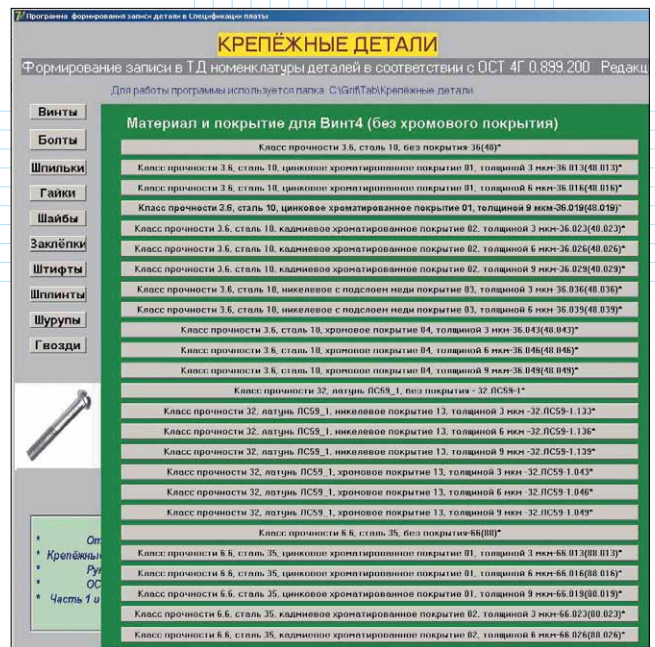 Программа формирования записи детали в Спецификации платы
КРЕПЁЖНЫЕ ДЕТАЛИ
Формирование записи в ТД номенклатуры деталей в соответствии с ОСТ 4Г 0.899.200 Редакц
Для работы программы используется папка C:\Grif\Tab\Крепёжные детали
Винты
Болты
Шпильки
Гайки
Шайбы
Заклёпки
Штифты
Шплинты
Шурупы
Гвозди
Материал и покрытие для Винт4 (без хромового покрытия)
Класс прочности 3.6, сталь 10, без покрытия-36(48)*
Класс прочности 3.6, сталь 10, цинковое хроматированное покрытие 01, толщиной 3 мкм-36.013(48.013)*
Класс прочности 3.6, сталь 10, цинковое хроматированное покрытие 01, толщиной 6 мкм-36.016(48.016)*
Класс прочности 3.6, сталь 10, цинковое хроматированное покрытие 01, толщиной 9 мкм-36.019(48.019)*
Класс прочности 3.6, сталь 10, кадмиевое хроматированное покрытие 02, толщиной 3 мкм-36.023(48.023)*
Класс прочности 3.6, сталь 10, кадмиевое хроматированное покрытие 02, толщиной 6 мкм-36.026(48.026)*
Класс прочности 3.6, сталь 10, кадмиевое хроматированное покрытие 02, толщиной 9 мкм-36.029(48.029)*
Класс прочности 3.6, сталь 10, никелевое с подслоем меди покрытие 03, толщиной 3 мкм-36.036(48.036)*
Класс прочности 3.6, сталь 10, никелевое с подслоем меди покрытие 03, толщиной 6 мкм-36.039(48.039)*
Класс прочности 3.6, сталь 10, хромовое покрытие 04, толщиной 3 мкм-36.043(48.043)*
Класс прочности 3.6, сталь 10, хромовое покрытие 04, толщиной 6 мкм-36.046(48.046)*
Класс прочности 3.6, сталь 10, хромовое покрытие 04, толщиной 9 мкм-36.049(48.049)*
Класс прочности 32, латунь ЛС59_1, без покрытия - 32.ЛС59-1*
Класс прочности 32, латунь ЛС59_1, никелевое покрытие 13, толщиной 3 мкм -32.ЛС59-1.133*
Класс прочности 32, латунь ЛС59_1, никелевое покрытие 13, толщиной 6 мкм -32.ЛС59-1.136*
Класс прочности 32, латунь ЛС59_1, никелевое покрытие 13, толщиной 9 мкм -32.ЛС59-1.139*
Класс прочности 32, латунь ЛС59_1, хромовое покрытие 13, толщиной 3 мкм -32.ЛС59-1.043*
Класс прочности 32, латунь ЛС59_1, хромовое покрытие 13, толщиной 6 мкм -32.ЛС59-1.046*
Класс прочности 32, латунь ЛС59_1, хромовое покрытие 13, толщиной 9 мкм -32.ЛС59-1.049*
Класс прочности 6.6, сталь 35, без покрытия-66(88)*
Класс прочности 6.6, сталь 35, цинковое хроматированное покрытие 01, толщиной 3 мкм-66.013(88.013)*
Класс прочности 6.6, сталь 35, цинковое хроматированное покрытие 01, толщиной 6 мкм-66.016(88.016)*
Класс прочности 6.6, сталь 35, цинковое хроматированное покрытие 01, толщиной 9 мкм-66.019(88.019)*
Класс прочности 6.6, сталь 35, кадмиевое хроматированное покрытие 02, толщиной 3 мкм-66.023(88.023)*
Класс прочности 6.6, сталь 35, кадмиевое хроматированное покрытие 02, толщиной 6 мкм-66.026(88.026)*
* От
* Крепёжные
* Ру
* ОС
* Часть 1 и